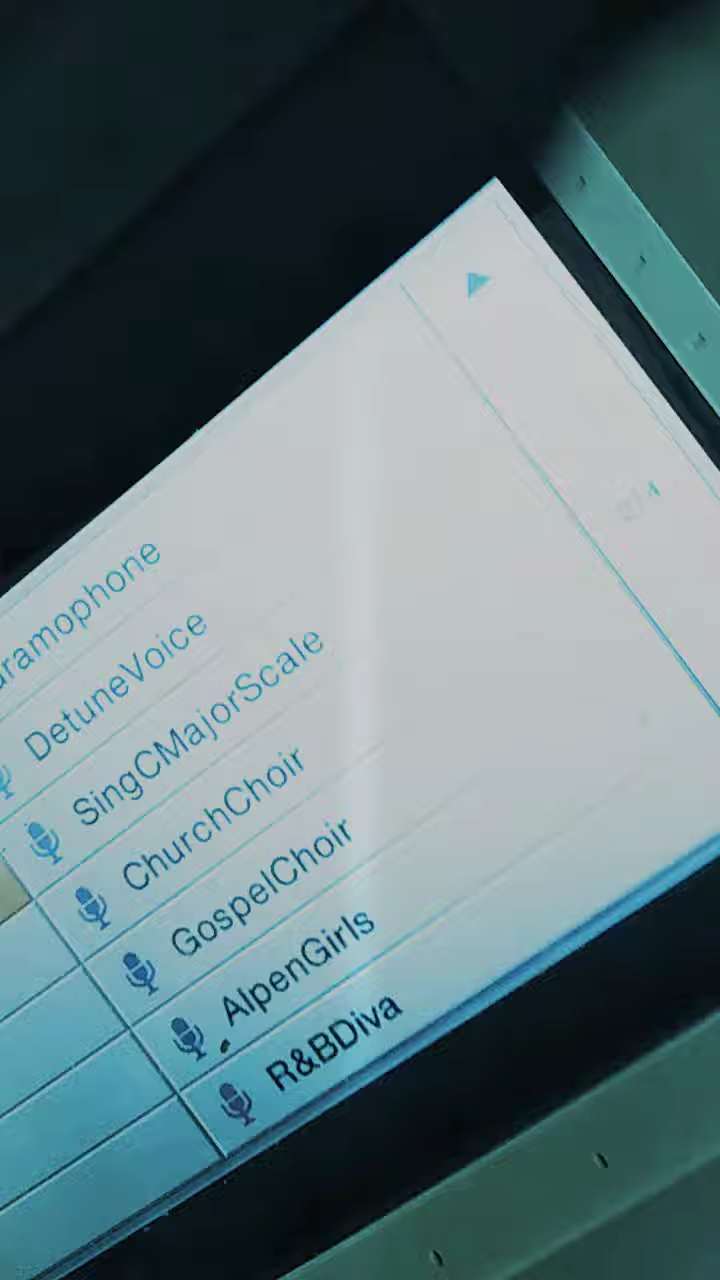 DetuneVoice
SingCMajorScale
ChurchChoir
GospelChoir
AlpenGirls
R&BDiva